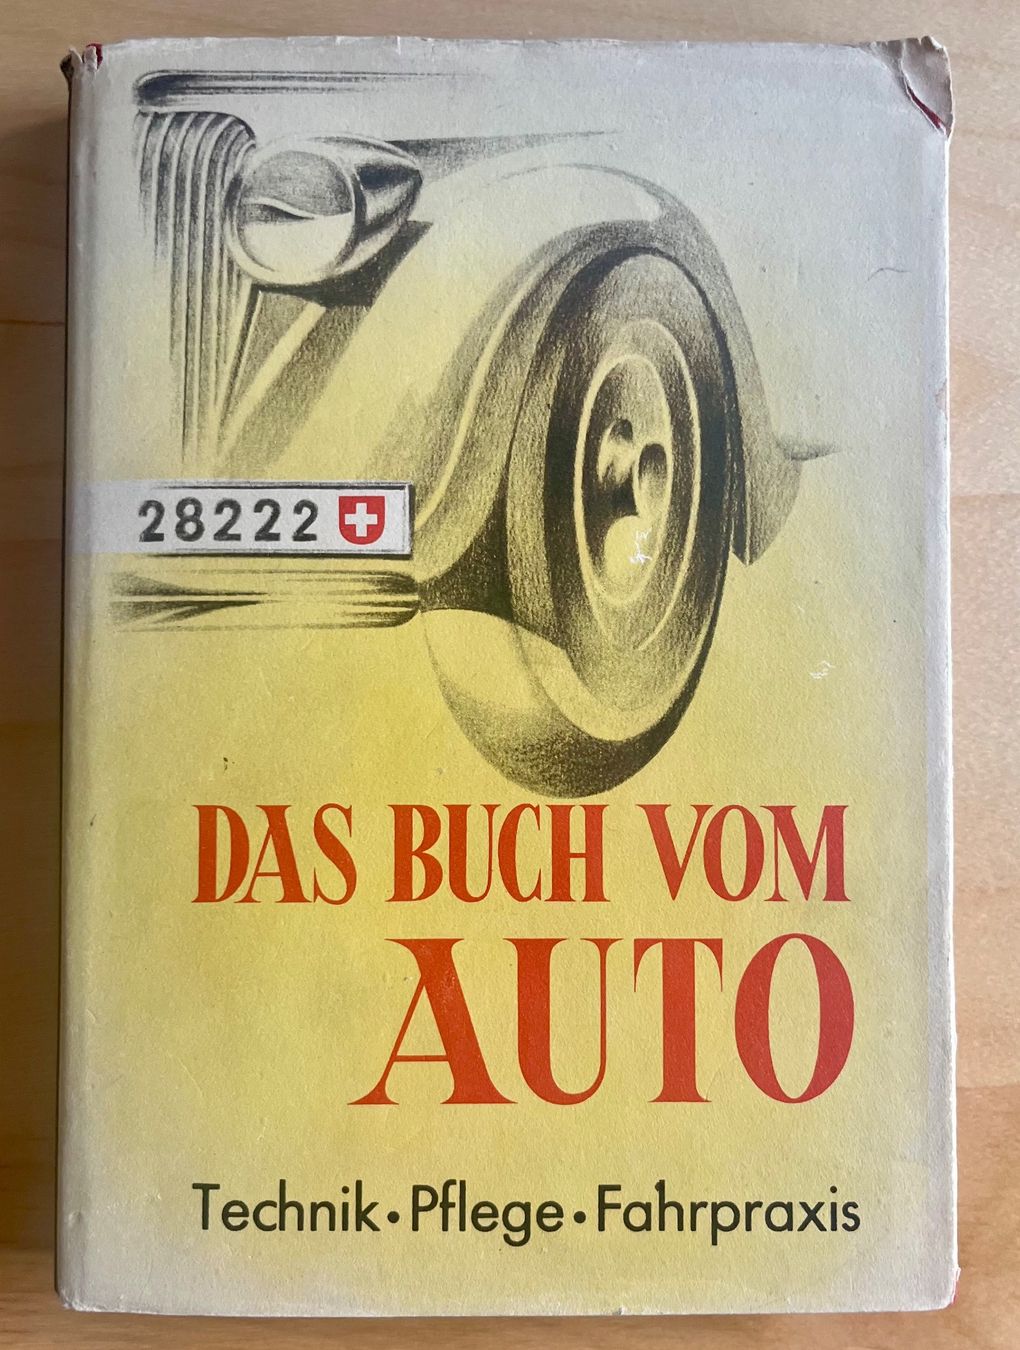 28222
DAS BUCH VOM
AUTO
Technik • Pflege • Fahrpraxis